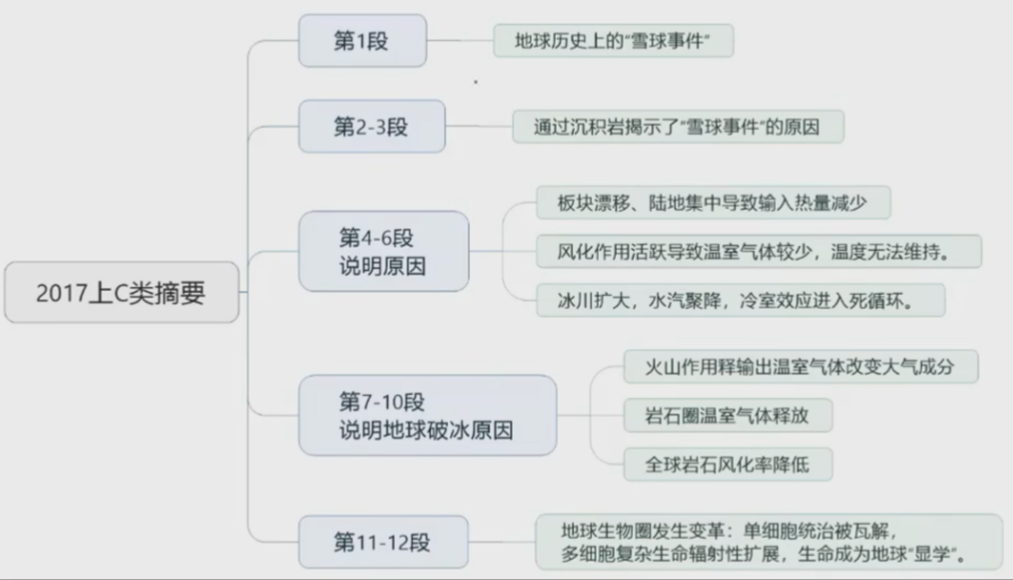 2017上C类摘要
第1段
地球历史上的“雪球事件”
第2-3段
通过沉积岩揭示了“雪球事件”的原因
第4-6段
说明原因
板块漂移、陆地集中导致输入热量减少
风化作用活跃导致温室气体较少，温度无法维持。
冰川扩大，水汽聚降，冷室效应进入死循环。
第7-10段
说明地球破冰原因
火山作用释输出温室气体改变大气成分
岩石圈温室气体释放
全球岩石风化率降低
第11-12段
地球生物圈发生变革：单细胞统治被瓦解，
多细胞复杂生命辐射性扩展，生命成为地球“显学”。